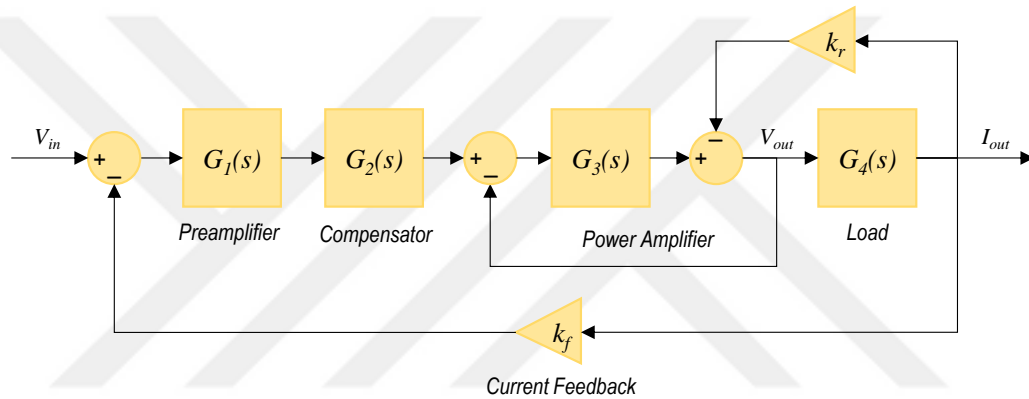 k_r
V_in
+
−
G_1(s)
G_2(s)
+
−
G_3(s)
+
−
V_out
G_4(s)
I_out
Preamplifier
Compensator
Power Amplifier
Load
k_f
Current Feedback